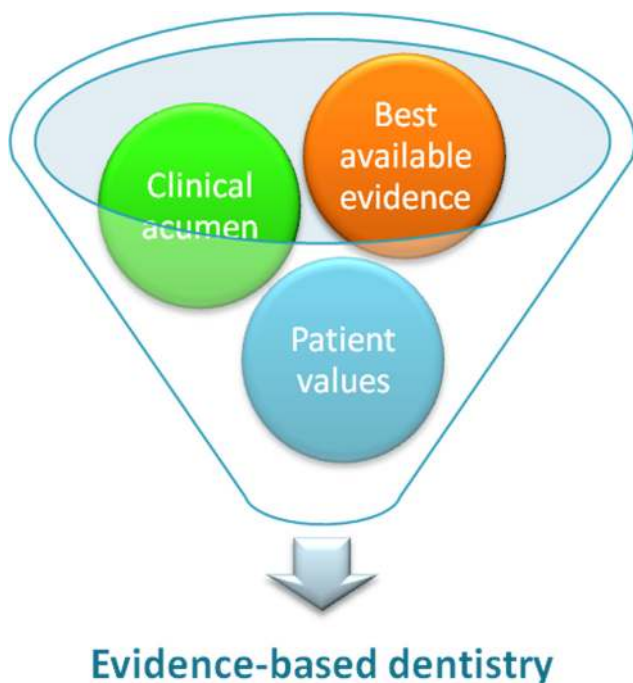 Best
available
evidence
Clinical
acumen
Patient
values
Evidence-based dentistry